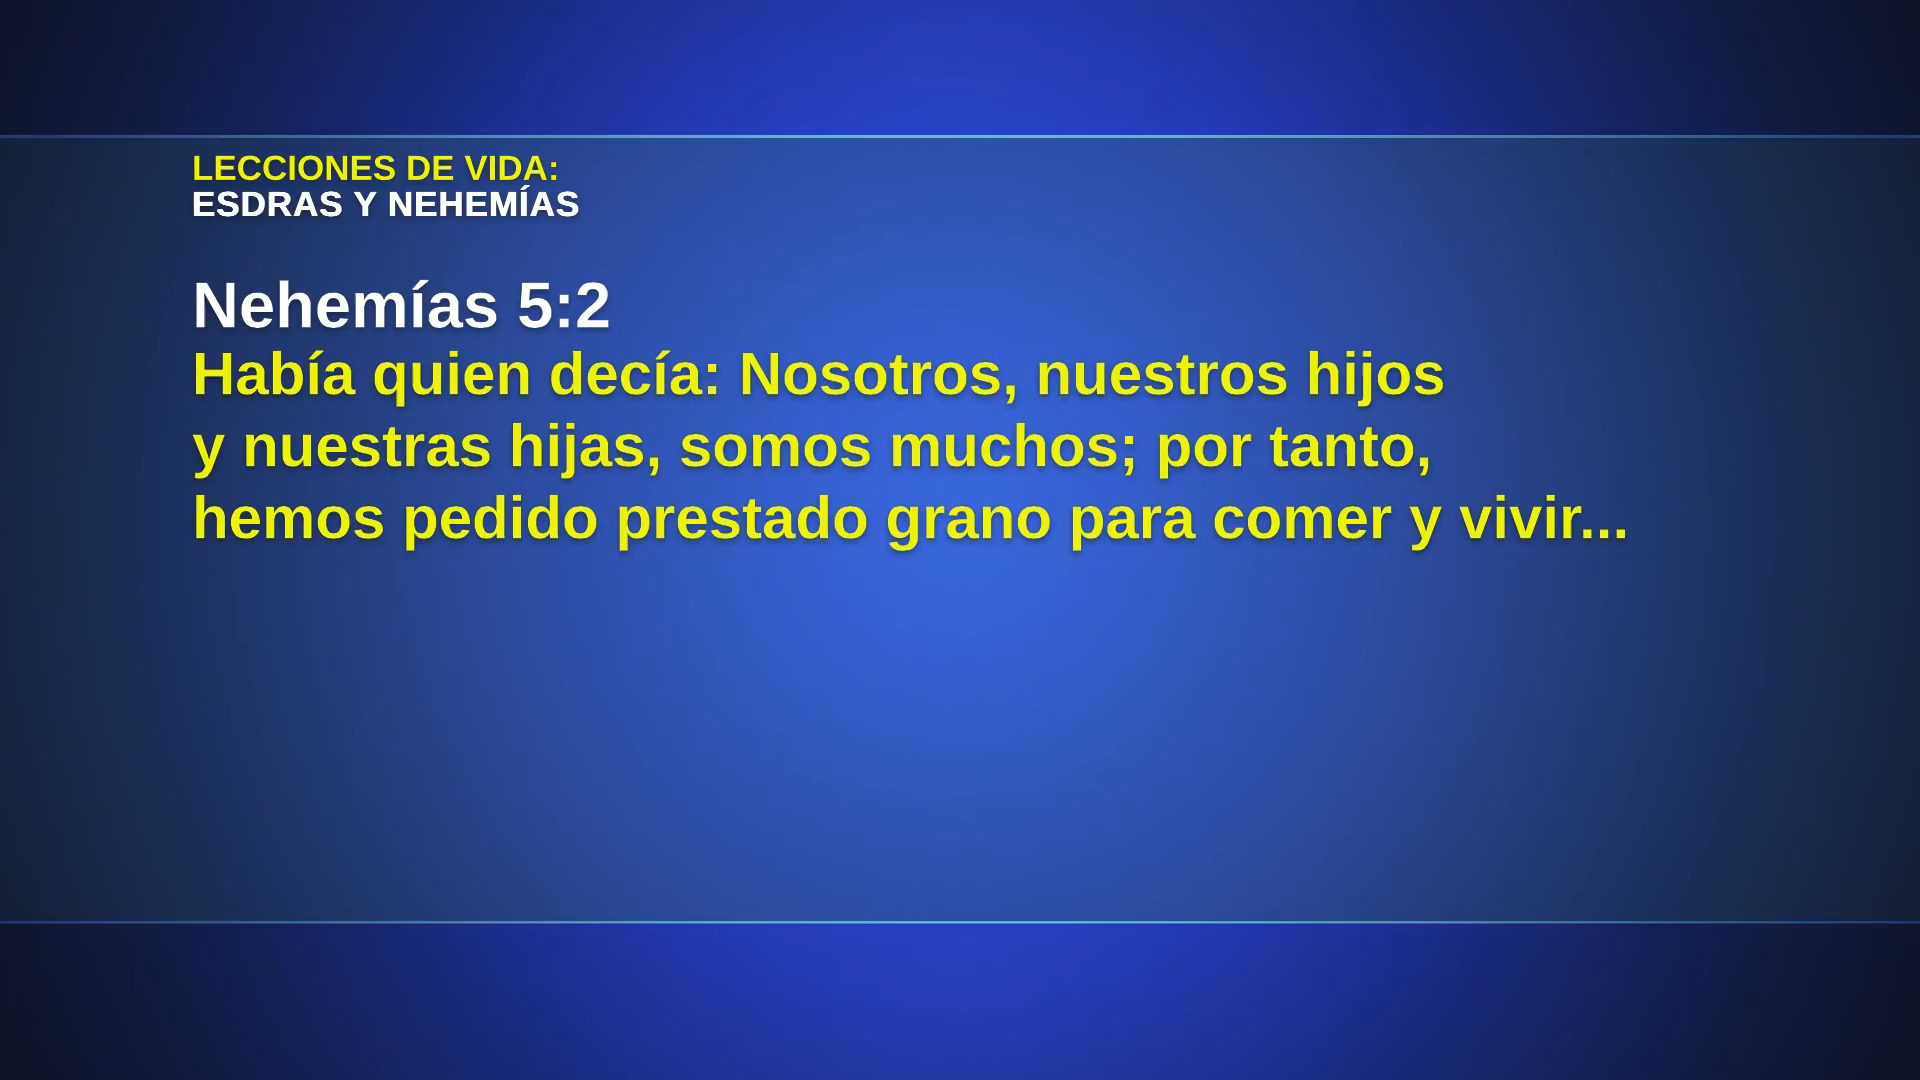 LECCIONES DE VIDA:
ESDRAS Y NEHEMÍAS
Nehemías 5:2
Había quien decía: Nosotros, nuestros hijos
y nuestras hijas, somos muchos; por tanto,
hemos pedido prestado grano para comer y vivir...